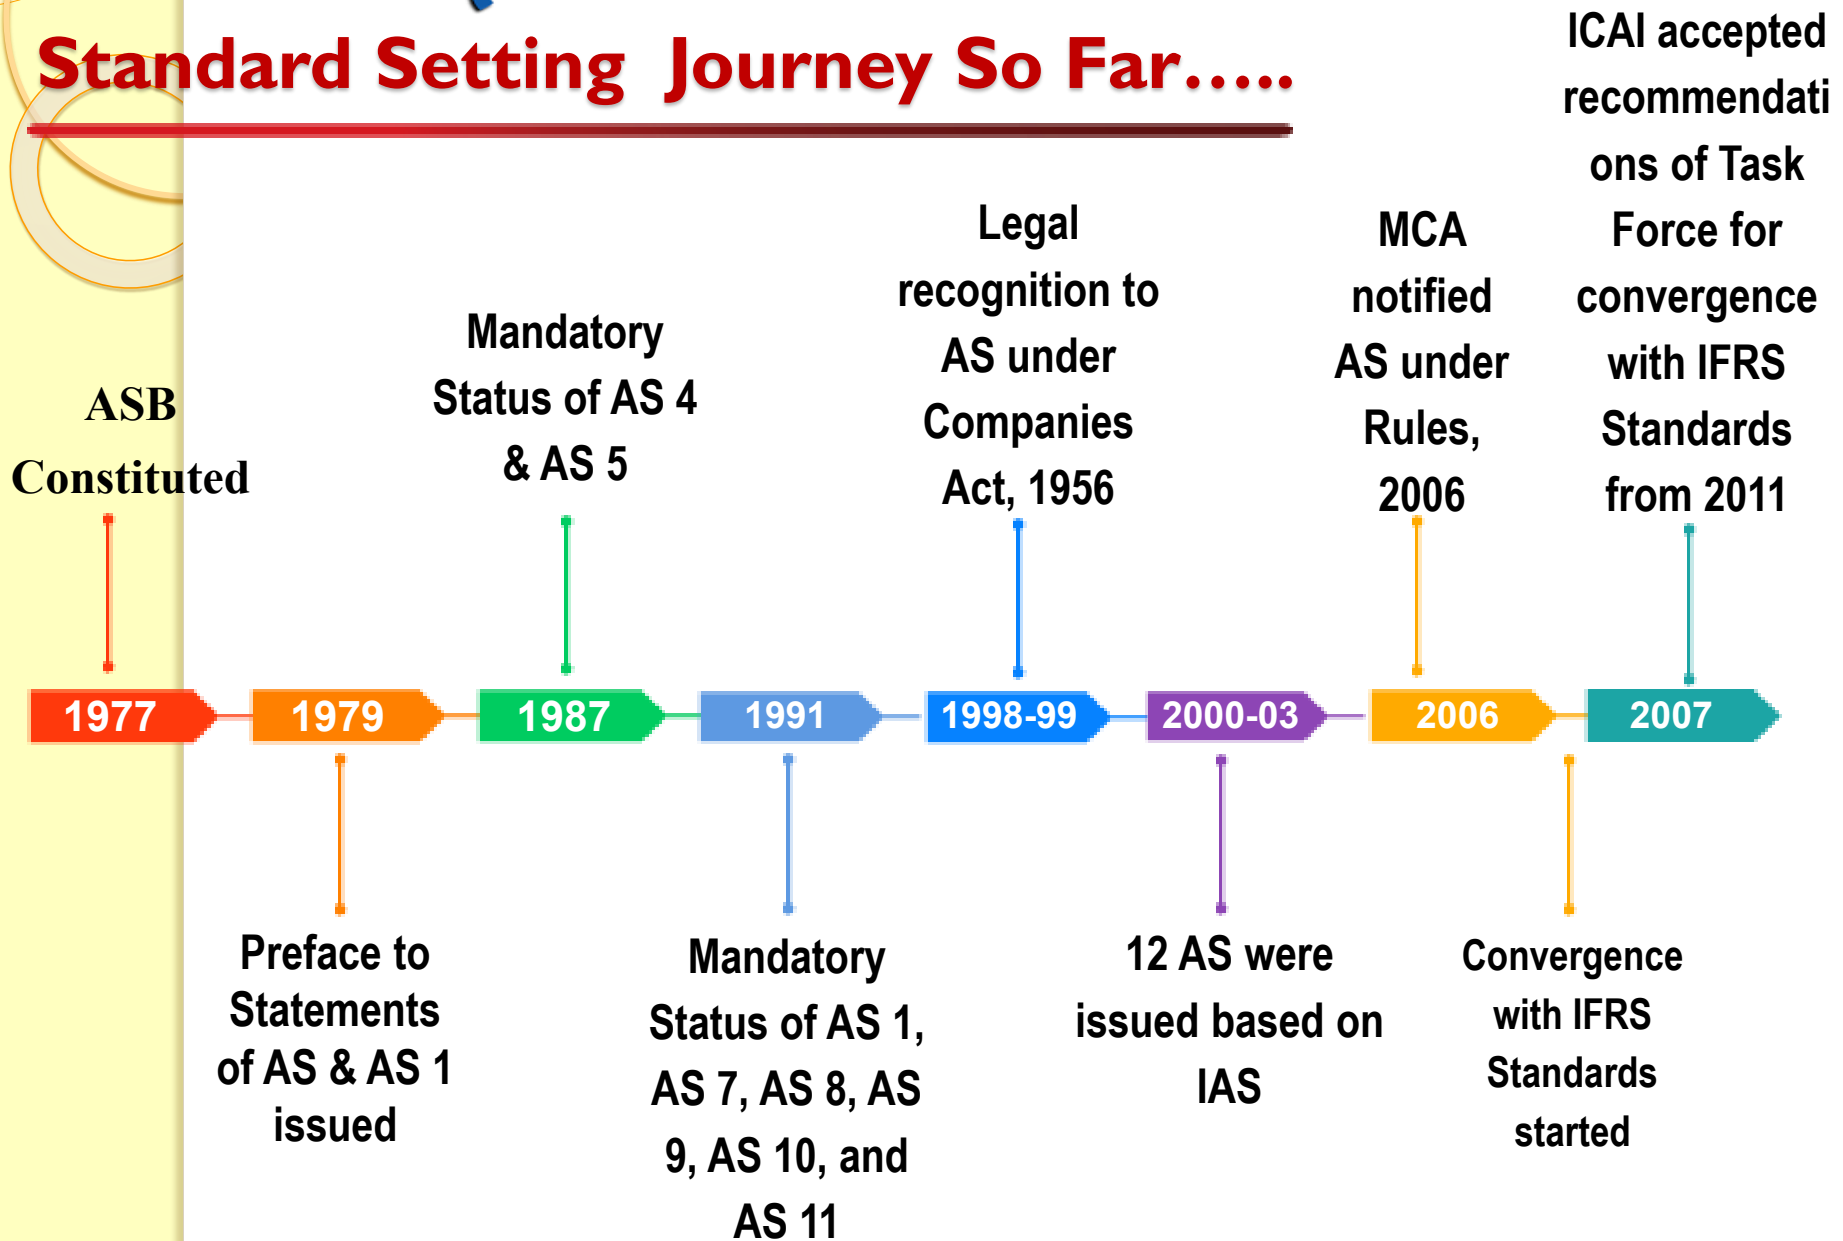 Standard Setting Journey So Far.....
ASB
Constituted
Mandatory
Status of AS 4
& AS 5
Legal
recognition to
AS under
Companies
Act, 1956
MCA
notified
AS under
Rules,
2006
ICAI accepted
recommendati
ons of Task
Force for
convergence
with IFRS
Standards
from 2011
1977
1979
1987
1991
1998-99
2000-03
2006
2007
Preface to
Statements
of AS & AS 1
issued
Mandatory
Status of AS 1,
AS 7, AS 8, AS
9, AS 10, and
AS 11
12 AS were
issued based on
IAS
Convergence
with IFRS
Standards
started